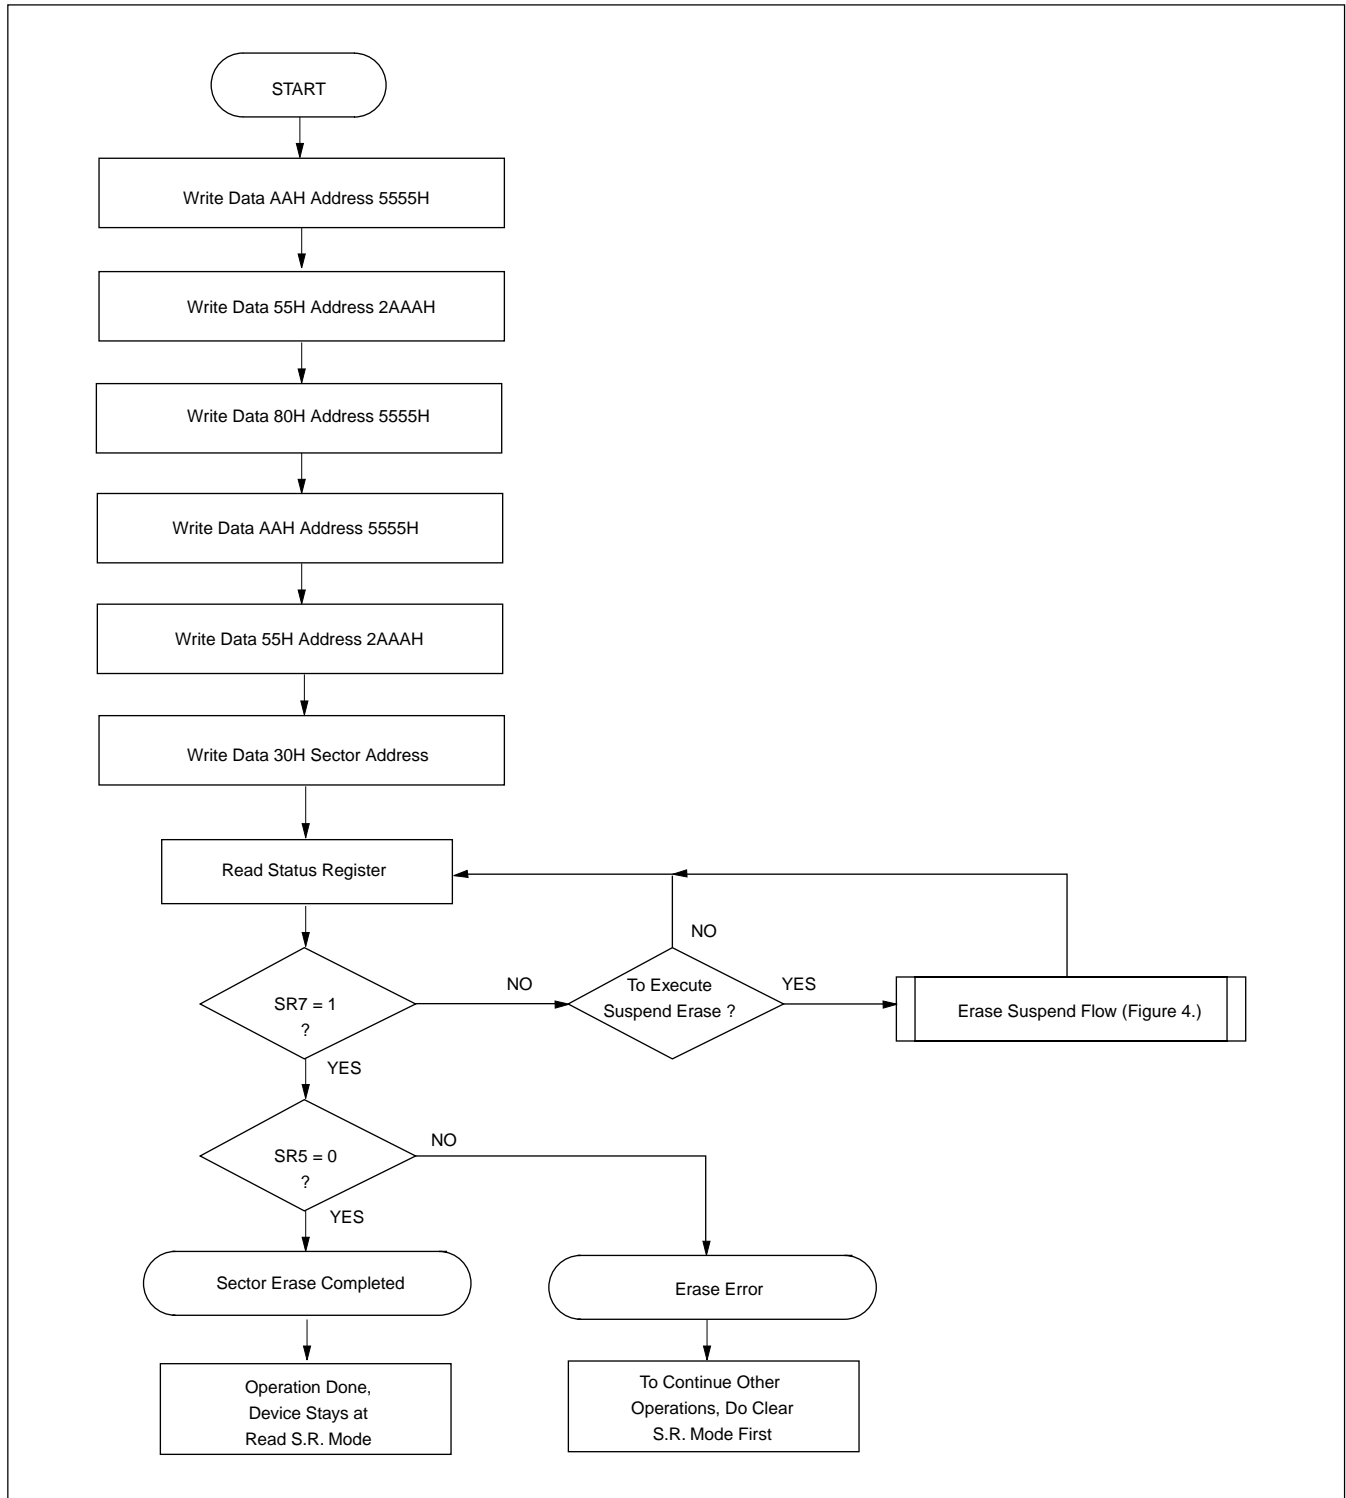 START
Write Data AAH Address 5555H
Write Data 55H Address 2AAAH
Write Data 80H Address 5555H
Write Data AAH Address 5555H
Write Data 55H Address 2AAAH
Write Data 30H Sector Address
Read Status Register
NO
SR7 = 1
?
NO
To Execute
Suspend Erase ?
YES
Erase Suspend Flow (Figure 4.)
YES
SR5 = 0
?
NO
YES
Sector Erase Completed
Erase Error
Operation Done,
Device Stays at
Read S.R. Mode
To Continue Other
Operations, Do Clear
S.R. Mode First